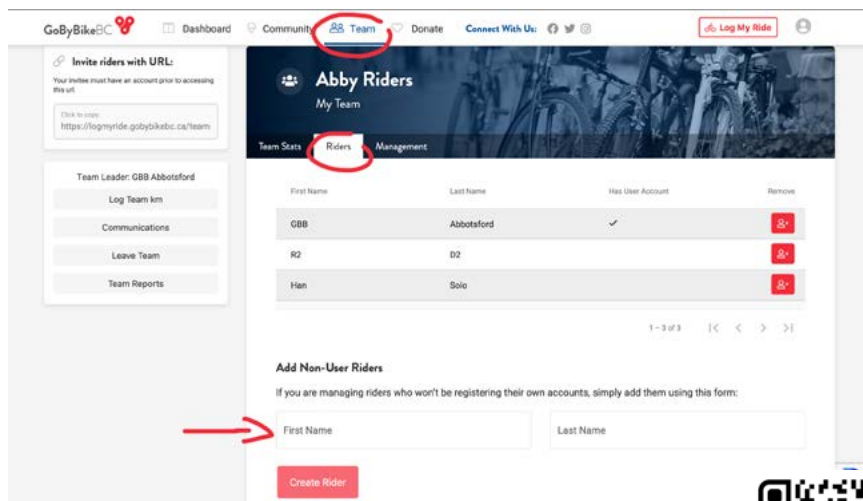 GoByBikeBC
Dashboard
Community
Team
Donate
Connect With Us:
Log My Ride
Invite riders with URL:
Your invitee must have an account prior to accessing
this url.
Click to copy:
https://logmyride.gobybikebc.ca/team
Team Leader: GBB Abbotsford
Log Team km
Communications
Leave Team
Team Reports
Abby Riders
My Team
Team Stats Riders Management
First Name Last Name Has User Account Remove
GBB Abbotsford
R2 D2
Han Solo
1 – 3 of 3
Add Non-User Riders
If you are managing riders who won't be registering their own accounts, simply add them using this form:
First Name Last Name
Create Rider